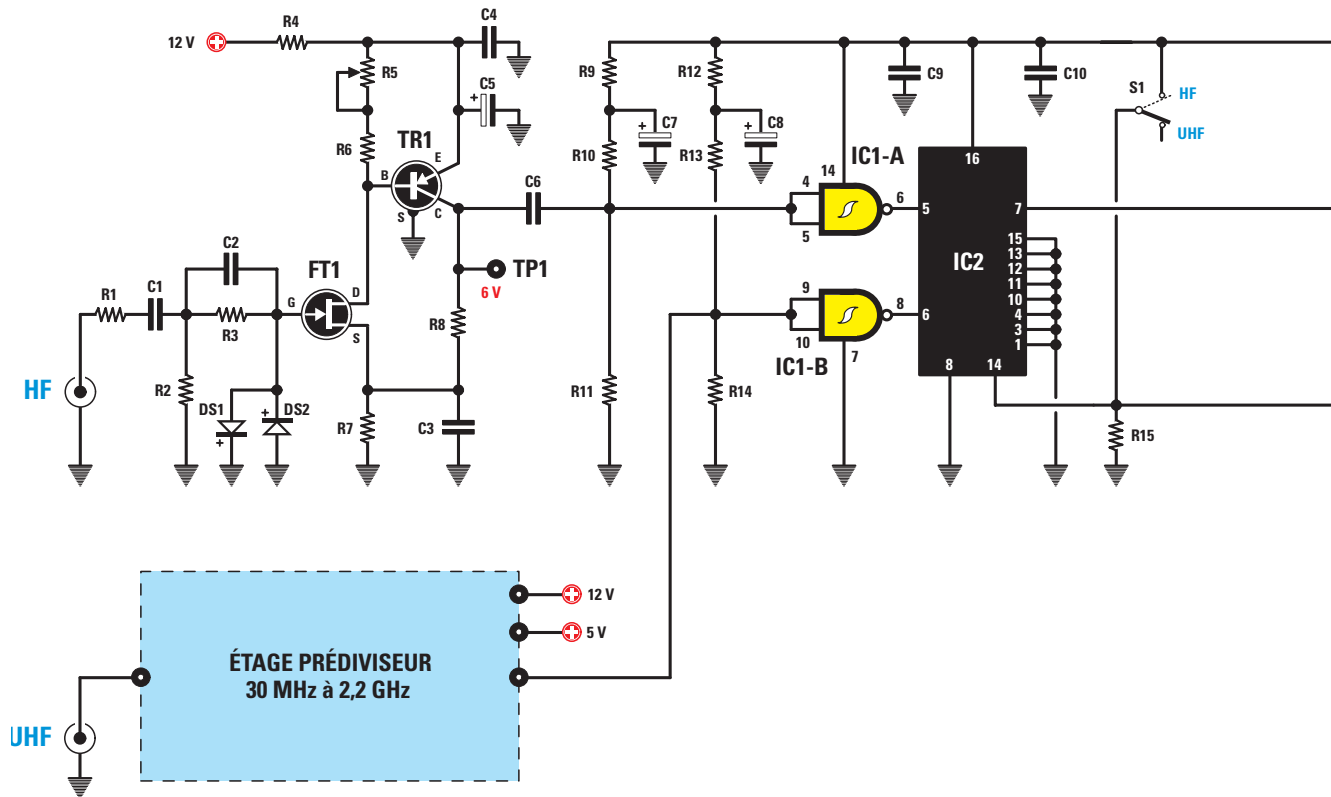 12 V
R4
C4
R5
C5
R6
TR1
E
B
C
S
C6
TP1
6 V
R8
R1
C1
C2
R3
G
FT1
D
S
R2
DS1
+
+
DS2
R7
C3
HF
R9
R12
C9
C10
S1
HF
UHF
+
C7
+
C8
+
R10
R13
IC1-A
4
14
5
6
5
16
7
IC2
15
13
12
11
10
4
3
1
9
10
8
6
IC1-B
7
8
14
R11
R14
R15
12 V
5 V
ÉTAGE PRÉDIVISEUR
30 MHz à 2,2 GHz
UHF